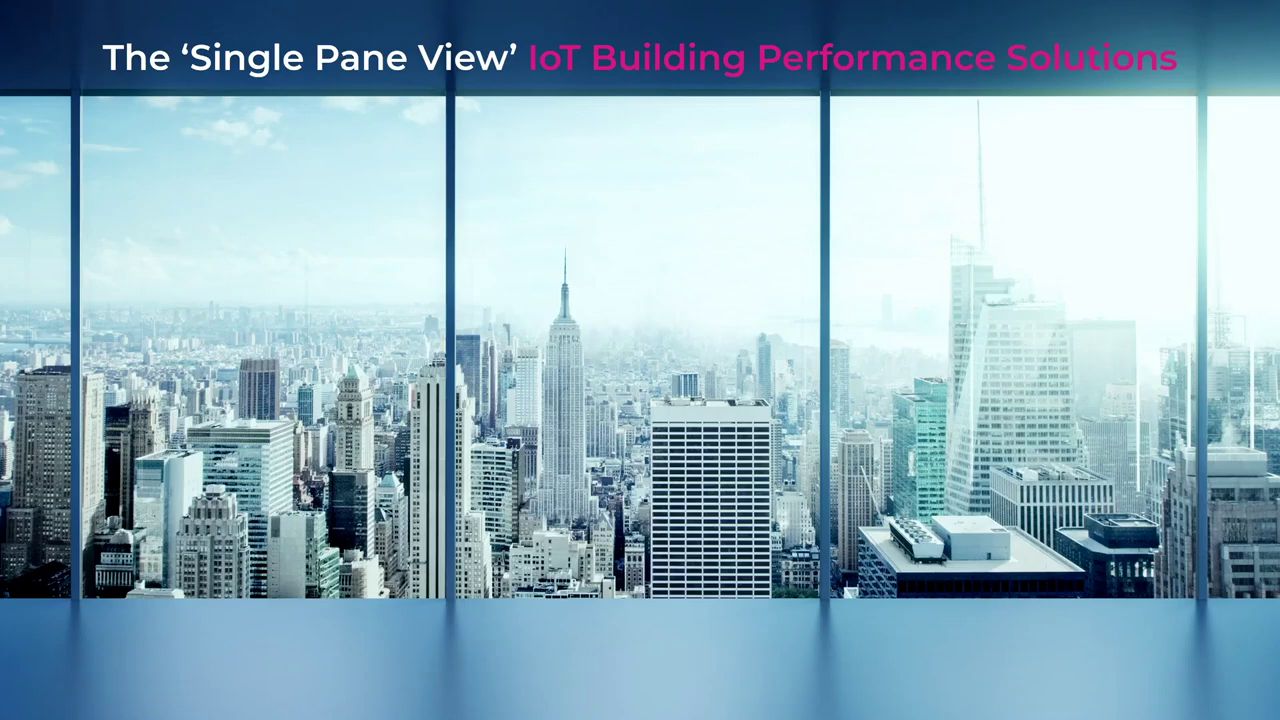 The ‘Single Pane View’ IoT Building Performance Solutions